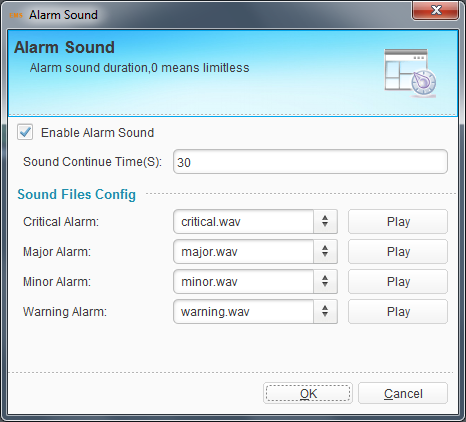 Alarm Sound
Alarm Sound
Alarm sound duration,0 means limitless
Enable Alarm Sound
Sound Continue Time(S): 30
Sound Files Config
Critical Alarm: critical.wav Play
Major Alarm: major.wav Play
Minor Alarm: minor.wav Play
Warning Alarm: warning.wav Play
OK Cancel